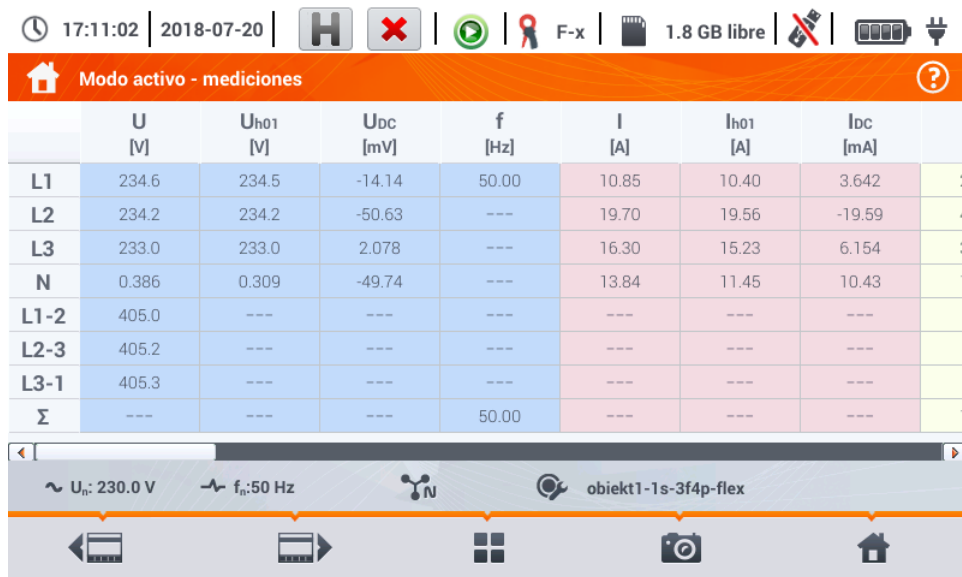 17:11:02 2018-07-20 H F-x 1.8 GB libre
Modo activo - mediciones ?
U Uh01 UDC f I Ih01 IDC
[V] [V] [mV] [Hz] [A] [A] [mA]
L1 234.6 234.5 -14.14 50.00 10.85 10.40 3.642
L2 234.2 234.2 -50.63 --- 19.70 19.56 -19.59
L3 233.0 233.0 2.078 --- 16.30 15.23 6.154
N 0.386 0.309 -49.74 --- 13.84 11.45 10.43
L1-2 405.0 --- --- --- --- --- ---
L2-3 405.2 --- --- --- --- --- ---
L3-1 405.3 --- --- --- --- --- ---
Σ --- --- --- 50.00 --- --- ---
Un: 230.0 V fn:50 Hz N obiekt1-1s-3f4p-flex